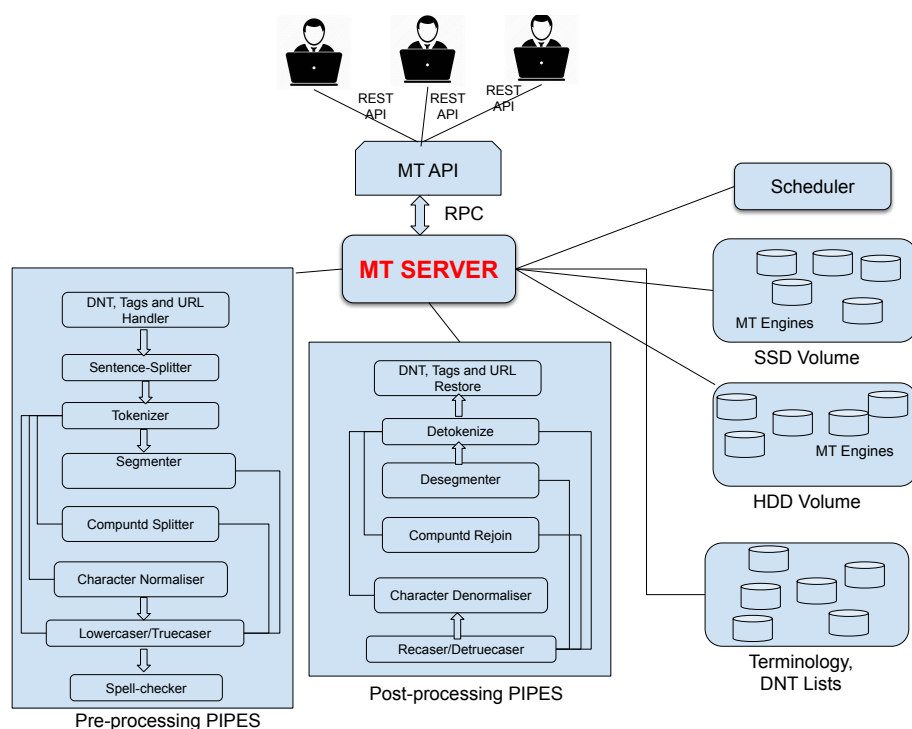 REST
API
REST
API
REST
API
MT API
RPC
MT SERVER
Scheduler
MT Engines
SSD Volume
MT Engines
HDD Volume
Terminology,
DNT Lists
DNT, Tags and URL
Handler
Sentence-Splitter
Tokenizer
Segmenter
Compuntd Splitter
Character Normaliser
Lowercaser/Truecaser
Spell-checker
Pre-processing PIPES
DNT, Tags and URL
Restore
Detokenize
Desegmenter
Compuntd Rejoin
Character Denormaliser
Recaser/Detruecaser
Post-processing PIPES